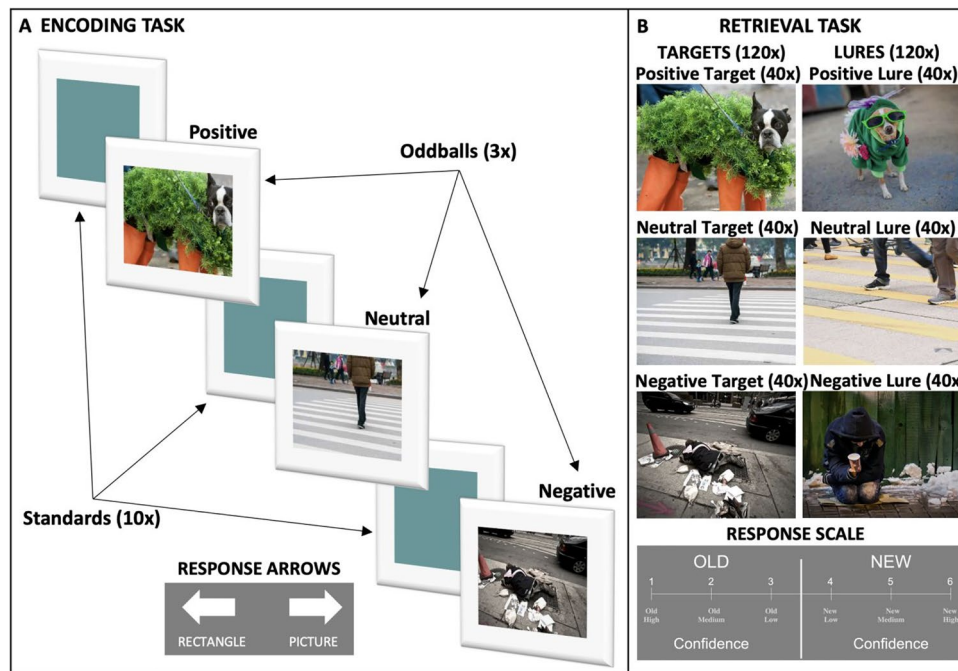 A ENCODING TASK
Positive
Oddballs (3x)
Neutral
Negative
Standards (10x)
RESPONSE ARROWS
RECTANGLE PICTURE
B RETRIEVAL TASK
TARGETS (120x) LURES (120x)
Positive Target (40x) Positive Lure (40x)
Neutral Target (40x) Neutral Lure (40x)
Negative Target (40x) Negative Lure (40x)
RESPONSE SCALE
OLD NEW
1 2 3 4 5 6
Old Old Old New New New
High Medium Low Low Medium High
Confidence Confidence